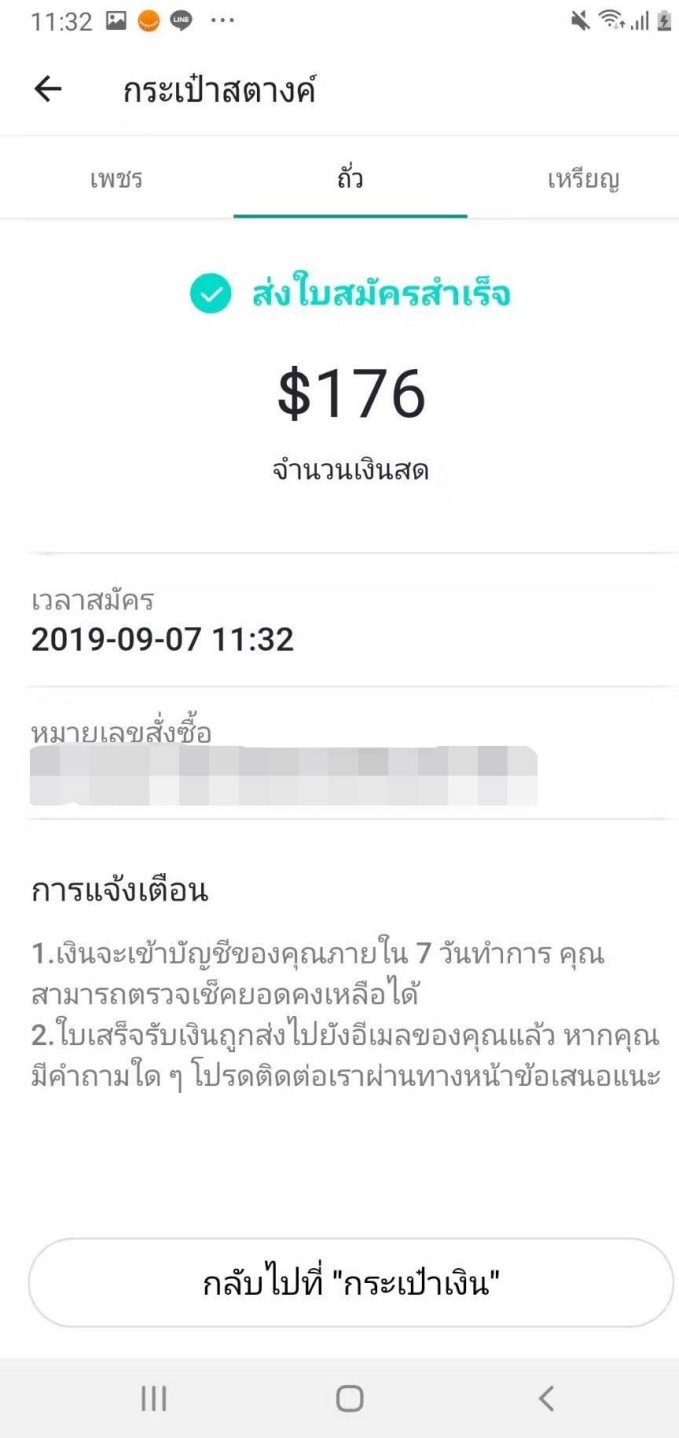 11:32 LINE ...
กระเป๋าสตางค์
เพชร ถั่ว เหรียญ
ส่งใบสมัครสำเร็จ
$176
จำนวนเงินสด
เวลาสมัคร
2019-09-07 11:32
หมายเลขสั่งซื้อ
การแจ้งเตือน
1.เงินจะเข้าบัญชีของคุณภายใน 7 วันทำการ คุณ
สามารถตรวจเช็คยอดคงเหลือได้
2.ใบเสร็จรับเงินถูกส่งไปยังอีเมลของคุณแล้ว หากคุณ
มีคำถามใด ๆ โปรดติดต่อเราผ่านทางหน้าข้อเสนอแนะ
กลับไปที่ "กระเป๋าเงิน"